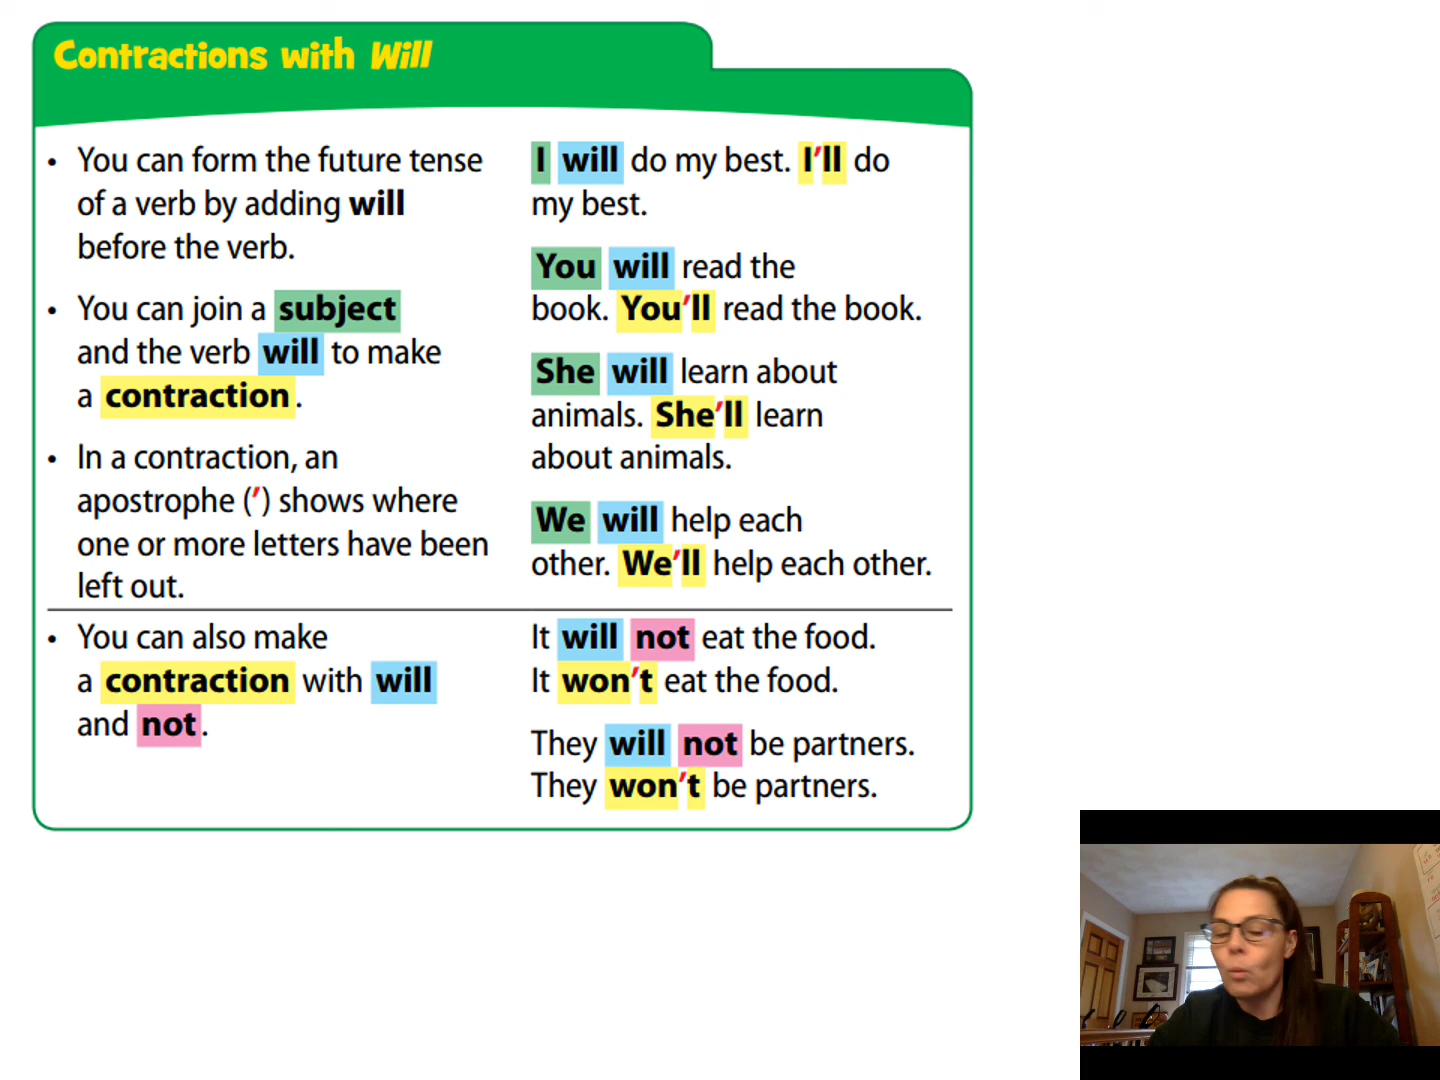 Contractions with Will
• You can form the future tense
of a verb by adding will
before the verb.
• You can join a subject
and the verb will to make
a contraction.
• In a contraction, an
apostrophe (') shows where
one or more letters have been
left out.
I will do my best. I'll do
my best.
You will read the
book. You'll read the book.
She will learn about
animals. She'll learn
about animals.
We will help each
other. We'll help each other.
• You can also make
a contraction with will
and not.
It will not eat the food.
It won't eat the food.
They will not be partners.
They won't be partners.